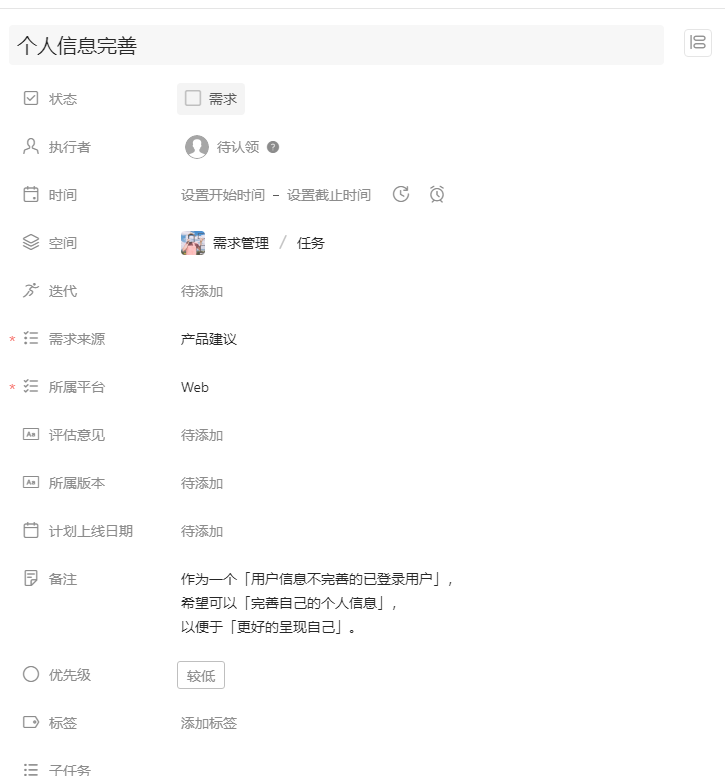 个人信息完善
状态 需求
执行者 待认领 ?
时间 设置开始时间 - 设置截止时间
空间 需求管理 / 任务
迭代 待添加
* 需求来源 产品建议
* 所属平台 Web
评估意见 待添加
所属版本 待添加
计划上线日期 待添加
备注 作为一个「用户信息不完善的已登录用户」,
希望可以「完善自己的个人信息」,
以便于「更好的呈现自己」。
优先级 较低
标签 添加标签
子任务